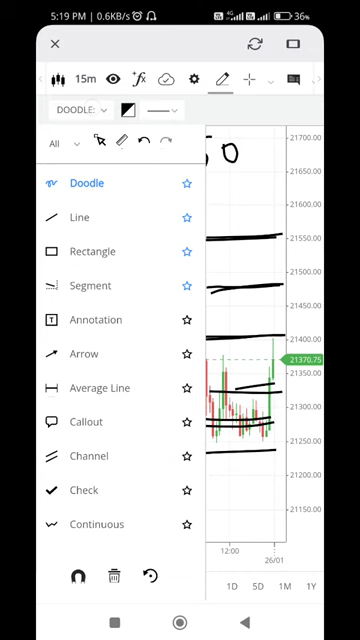 5:19 PM | 0.6KB/s
4G
36%
15m
fx
DOODLE:
All
50
Doodle
Line
Rectangle
Segment
T Annotation
Arrow
Average Line
Callout
Channel
Check
Continuous
21700.00
21650.00
21550.00
21500.00
21450.00
21400.00
21370.75
21350.00
21300.00
21250.00
21200.00
21150.00
12:00
26/01
1D 5D 1M 1Y